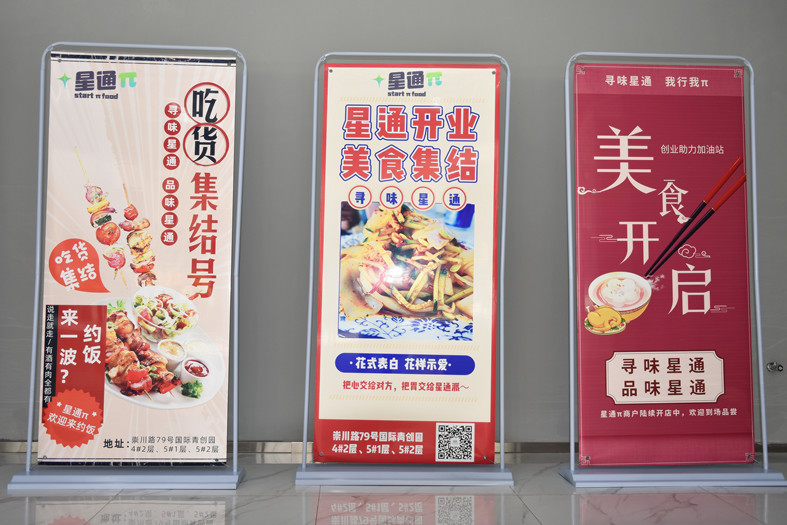 星通π
start π food
吃货
集结号
寻味星通 品味星通
吃货
集结
说走就走/有酒有肉全都有
来一波?
约饭
星通π
欢迎来约饭
地址:崇川路79号国际青创园
4#2层、5#1层、5#2层
星通π
start π food
星通开业
美食集结
寻味星通
花式表白 花样示爱
把心交给对方,把胃交给星通派～
崇川路79号国际青创园
4#2层、5#1层、5#2层
寻味星通 我行我π
美食开启
创业助力加油站
寻味星通
品味星通
星通π商户陆续开店中,欢迎到场品尝